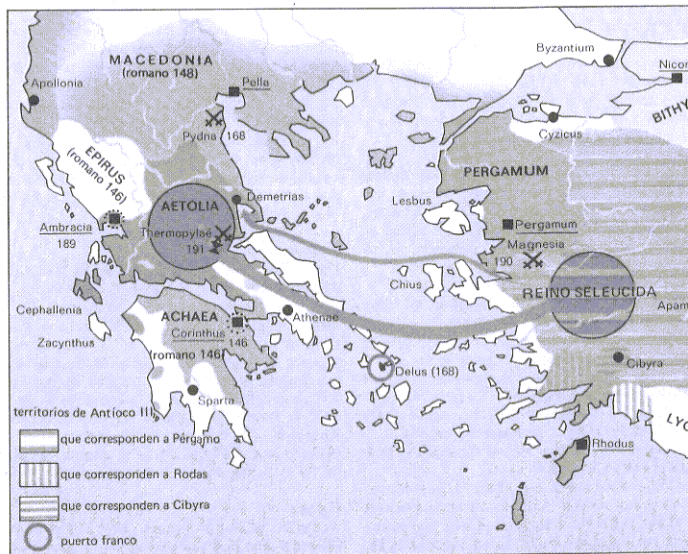 MACEDONIA
(romano 148)
Byzantium
Apollonia
Pella
Nicor
BITHY
Pydna 168
Cyzicus
EPIRUS
(romano 146)
PERGAMUM
AETOLIA
Demetrias
Lesbus
Ambracia
189
Thermopylae
191
Pergamum
Magnesia
190
Chius
REINO SELEUCIDA
Apam
Cephallenia
ACHAEA
Athenae
Corinthus
146
Zacynthus
(romano 146)
Delus (168)
Cibyra
Sparta
LYC
territorios de Antíoco III,
que corresponden a Pérgamo
Rhodus
que corresponden a Rodas
que corresponden a Cibyra
puerto franco